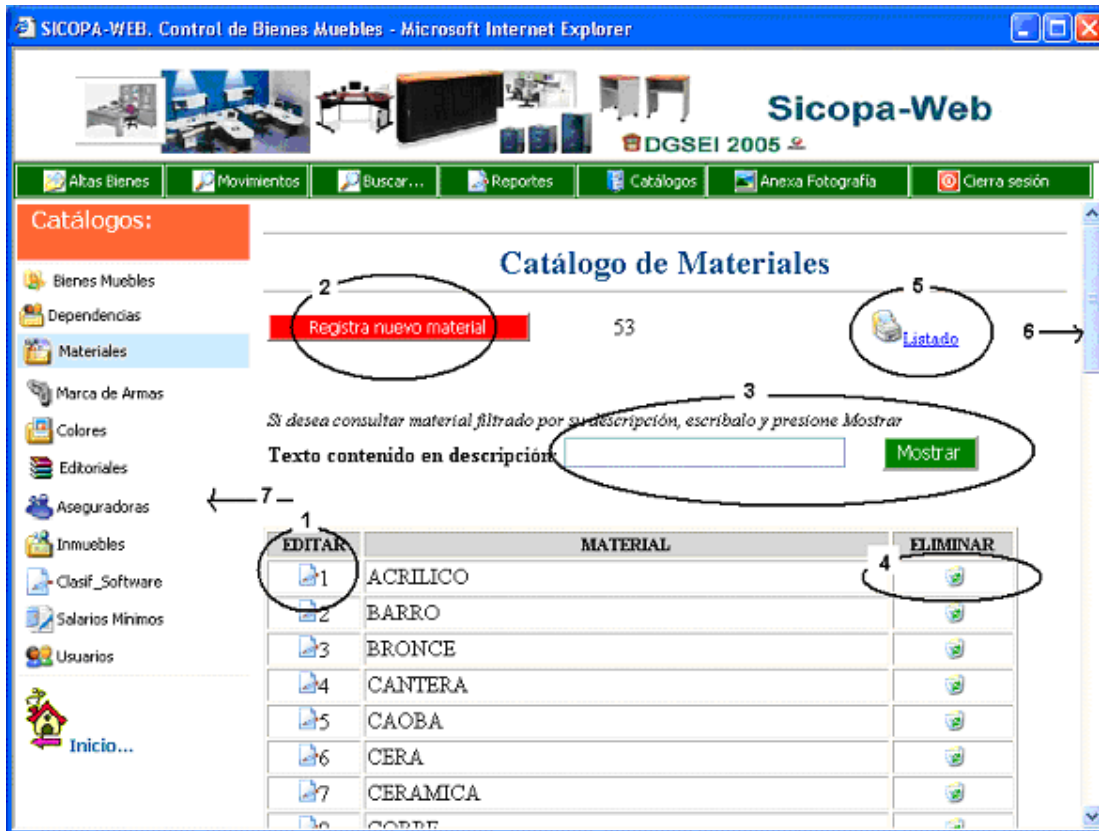 SICOPA-WEB. Control de Bienes Muebles - Microsoft Internet Explorer
Sicopa-Web
DGSEI 2005
Altas Bienes Movimientos Buscar... Reportes Catálogos Anexa Fotografía Cierra sesión
Catálogos:
Bienes Muebles
Dependencias
Materiales
Marca de Armas
Colores
Editoriales
Aseguradoras
Inmuebles
Clasif_Software
Salarios Mínimos
Usuarios
Inicio...
Catálogo de Materiales
2
5
Registra nuevo material 53 Listado 6
3
Si desea consultar material filtrado por su descripción, escríbalo y presione Mostrar
Texto contenido en descripción: Mostrar
7
1
EDITAR MATERIAL ELIMINAR
4
1 ACRILICO
2 BARRO
3 BRONCE
4 CANTERA
5 CAOBA
6 CERA
7 CERAMICA
8 COBRE